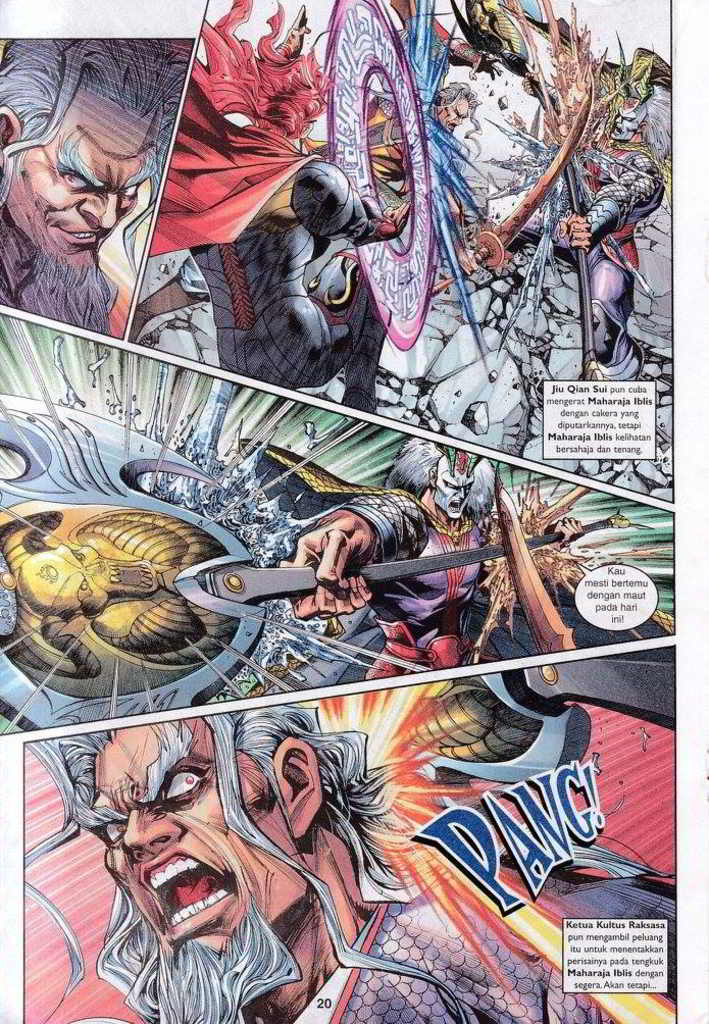 Jiu Qian Sui pun cuba
mengerat Maharaja Iblis
dengan cakera yang
diputarkannya, tetapi
Maharaja Iblis kelihatan
bersahaja dan tenang.
Kau
mesti bertemu
dengan maut
pada hari
ini!
PANG!
Ketua Kultus Raksasa
pun mengambil peluang
itu untuk menentakkan
perisainya pada tengkuk
Maharaja Iblis dengan
segera. Akan tetapi...
20